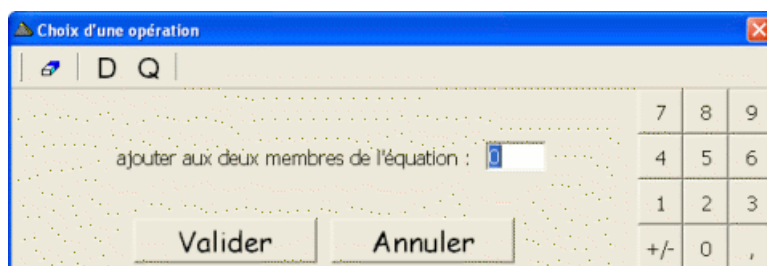 Choix d'une opération
D Q
7 8 9
ajouter aux deux membres de l'équation : 0
4 5 6
1 2 3
Valider Annuler
+/- 0 ,